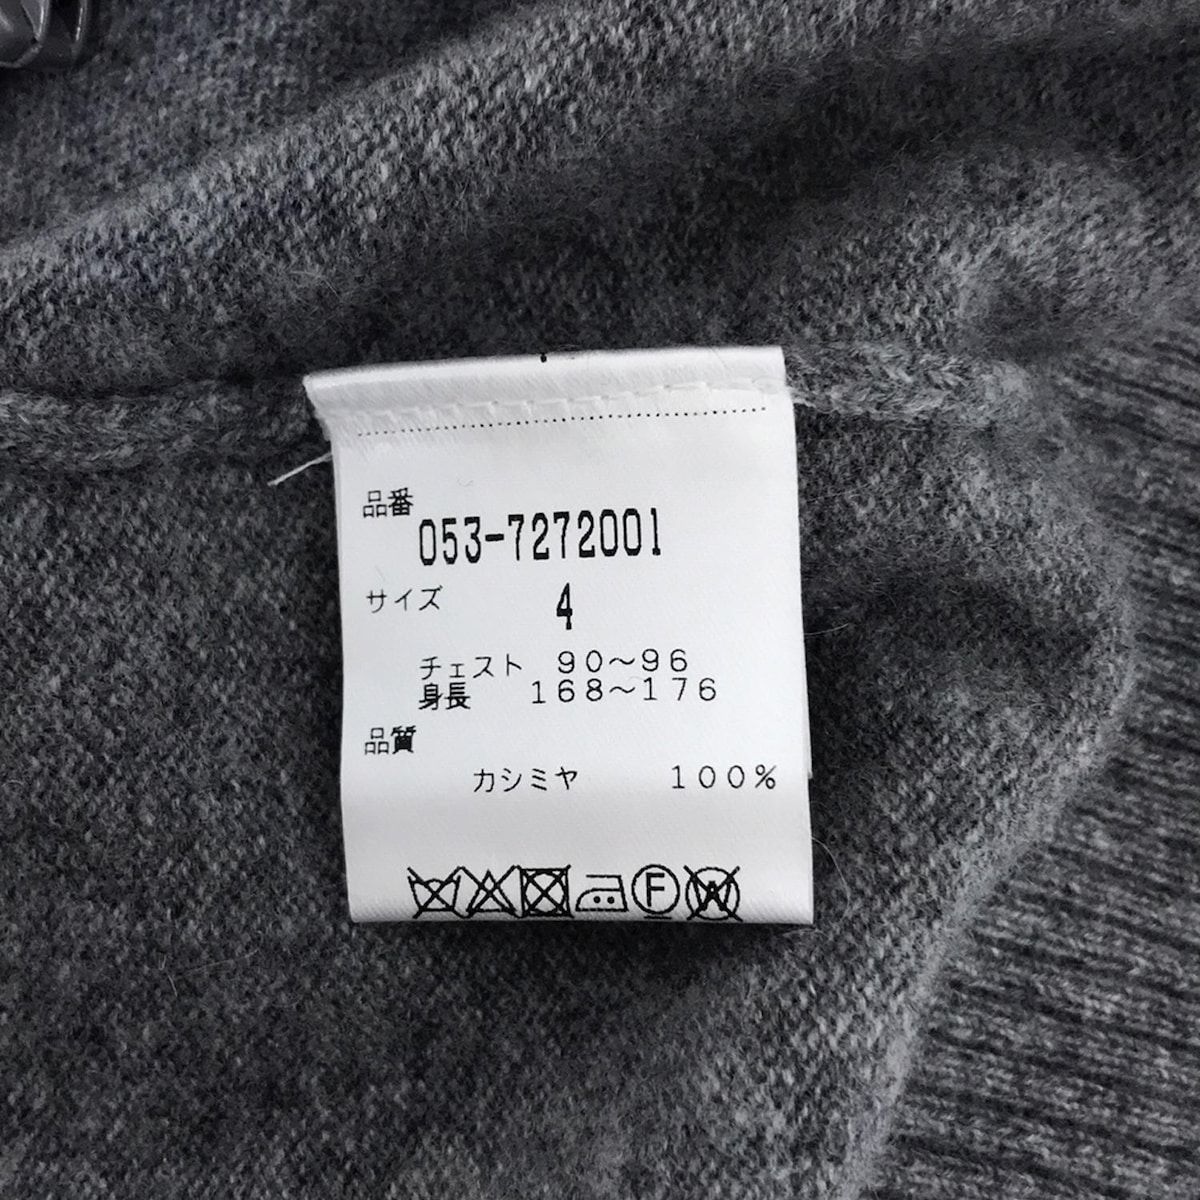 品番
053-7272001
サイズ 4
チェスト 90～96
身長 168～176
品質
カシミヤ 100%
F W